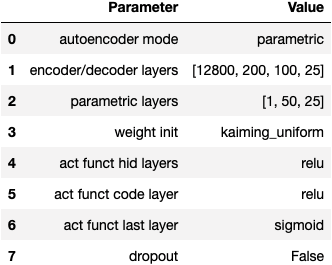 Parameter Value
0 autoencoder mode parametric
1 encoder/decoder layers [12800, 200, 100, 25]
2 parametric layers [1, 50, 25]
3 weight init kaiming_uniform
4 act funct hid layers relu
5 act funct code layer relu
6 act funct last layer sigmoid
7 dropout False